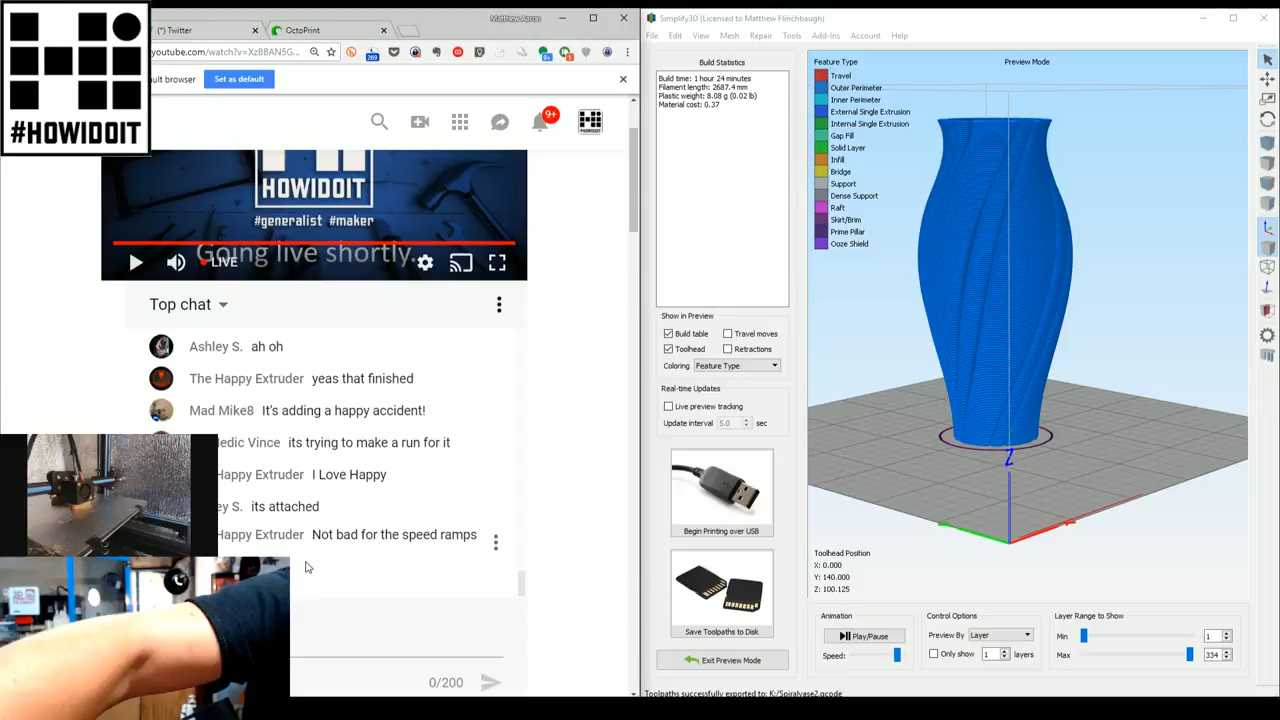 #HOWIDOIT
(*) Twitter
OctoPrint
Matthew Aaron
youtube.com/watch?v=XzBBAN5G...
269
9+
1
ult browser
Set as default
9+
HOWIDOIT
#generalist #maker
Going live shortly...
LIVE
Top chat
Ashley S. ah oh
The Happy Extruder yeas that finished
Mad Mike8 It's adding a happy accident!
edic Vince its trying to make a run for it
Happy Extruder I Love Happy
ey S. its attached
Happy Extruder Not bad for the speed ramps
0/200
Simplify3D (Licensed to Matthew Flinchbaugh)
File Edit View Mesh Repair Tools Add-Ins Account Help
Build Statistics
Build time: 1 hour 24 minutes
Filament length: 2687.4 mm
Plastic weight: 8.08 g (0.02 lb)
Material cost: 0.37
Show in Preview
Build table
Travel moves
Toolhead
Retractions
Coloring Feature Type
Real-time Updates
Live preview tracking
Update interval 5.0 sec
Begin Printing over USB
Save Toolpaths to Disk
Exit Preview Mode
Toolpaths successfully exported to: K:/Spiralvase2.gcode
Feature Type
Travel
Outer Perimeter
Inner Perimeter
External Single Extrusion
Internal Single Extrusion
Gap Fill
Solid Layer
Infill
Bridge
Support
Dense Support
Raft
Skirt/Brim
Prime Pillar
Ooze Shield
Preview Mode
Z
Toolhead Position
X: 0.000
Y: 140.000
Z: 100.125
Animation
Play/Pause
Speed:
Control Options
Preview By Layer
Only show 1 layers
Layer Range to Show
Min 1
Max 334